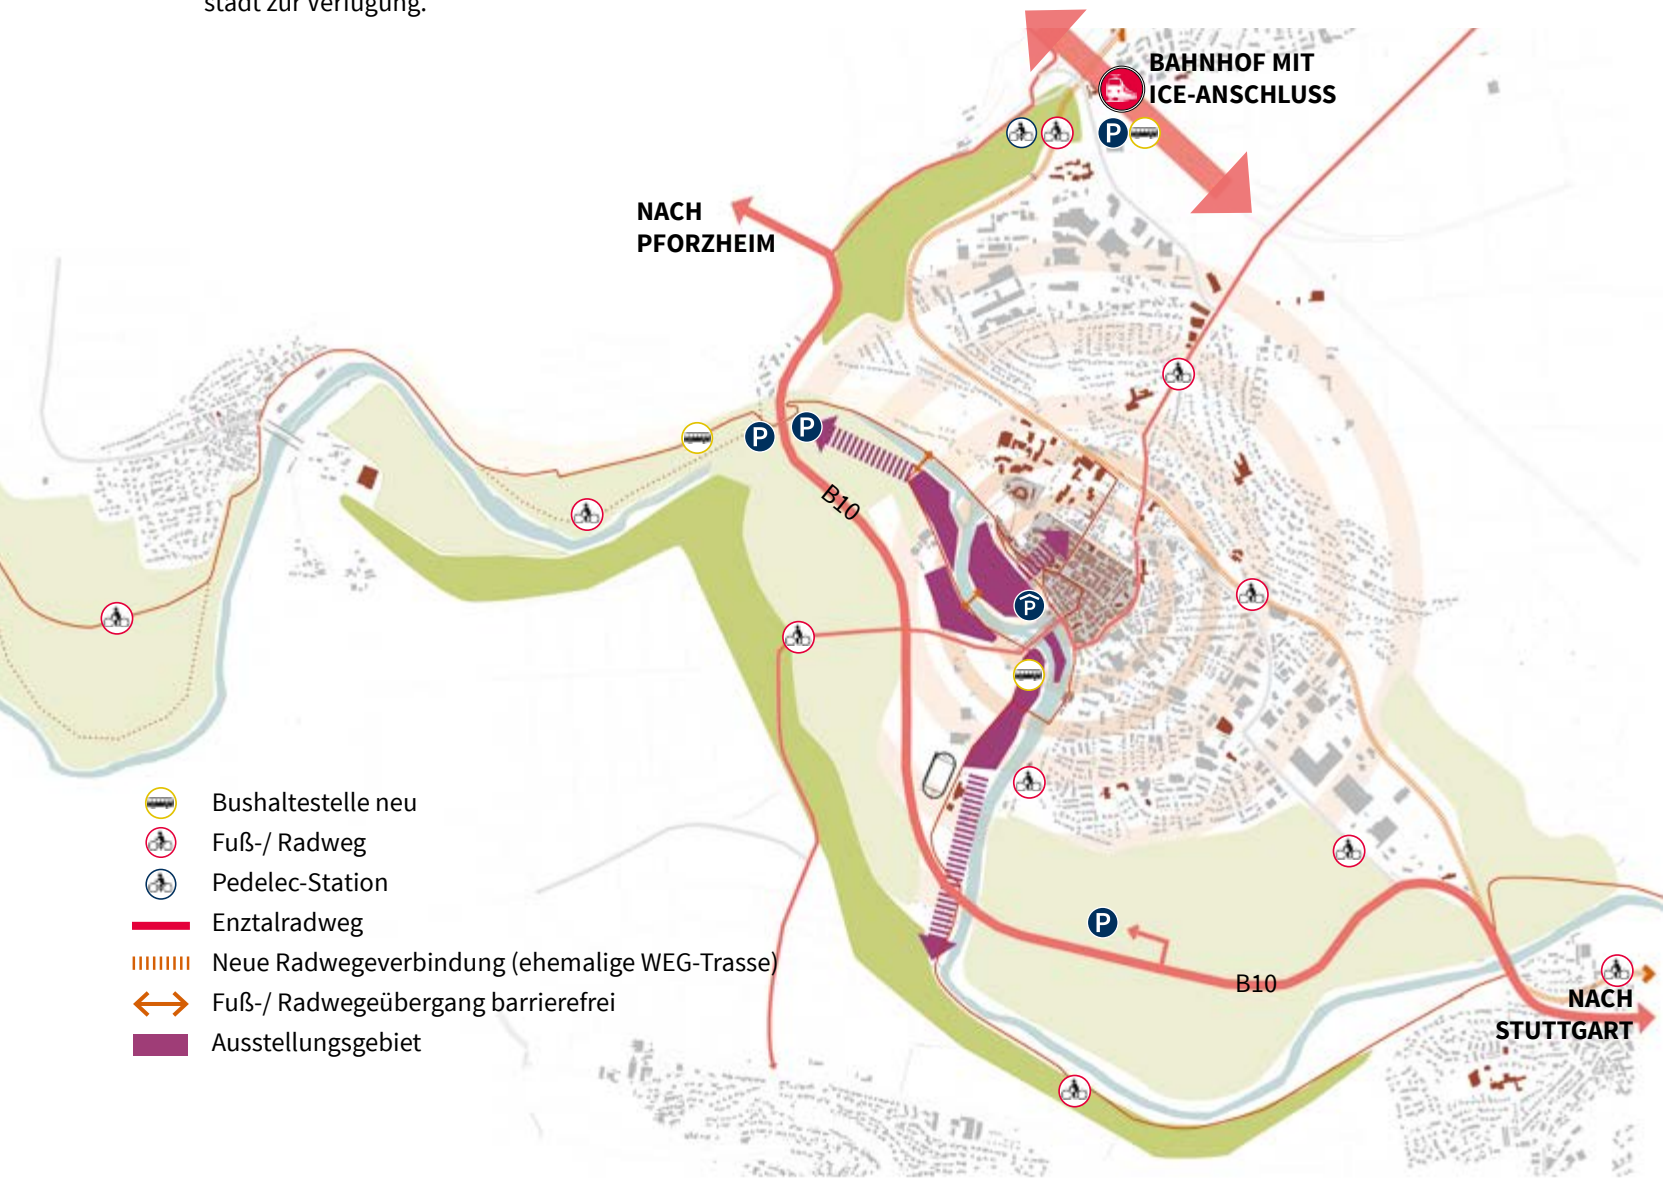 stadt zur Verfügung.
BAHNHOF MIT
ICE-ANSCHLUSS
P
NACH
PFORZHEIM
P
P
B10
P
Bushaltestelle neu
Fuß-/ Radweg
Pedelec-Station
Enztalradweg
Neue Radwegeverbindung (ehemalige WEG-Trasse)
Fuß-/ Radwegeübergang barrierefrei
Ausstellungsgebiet
P
B10
NACH
STUTTGART